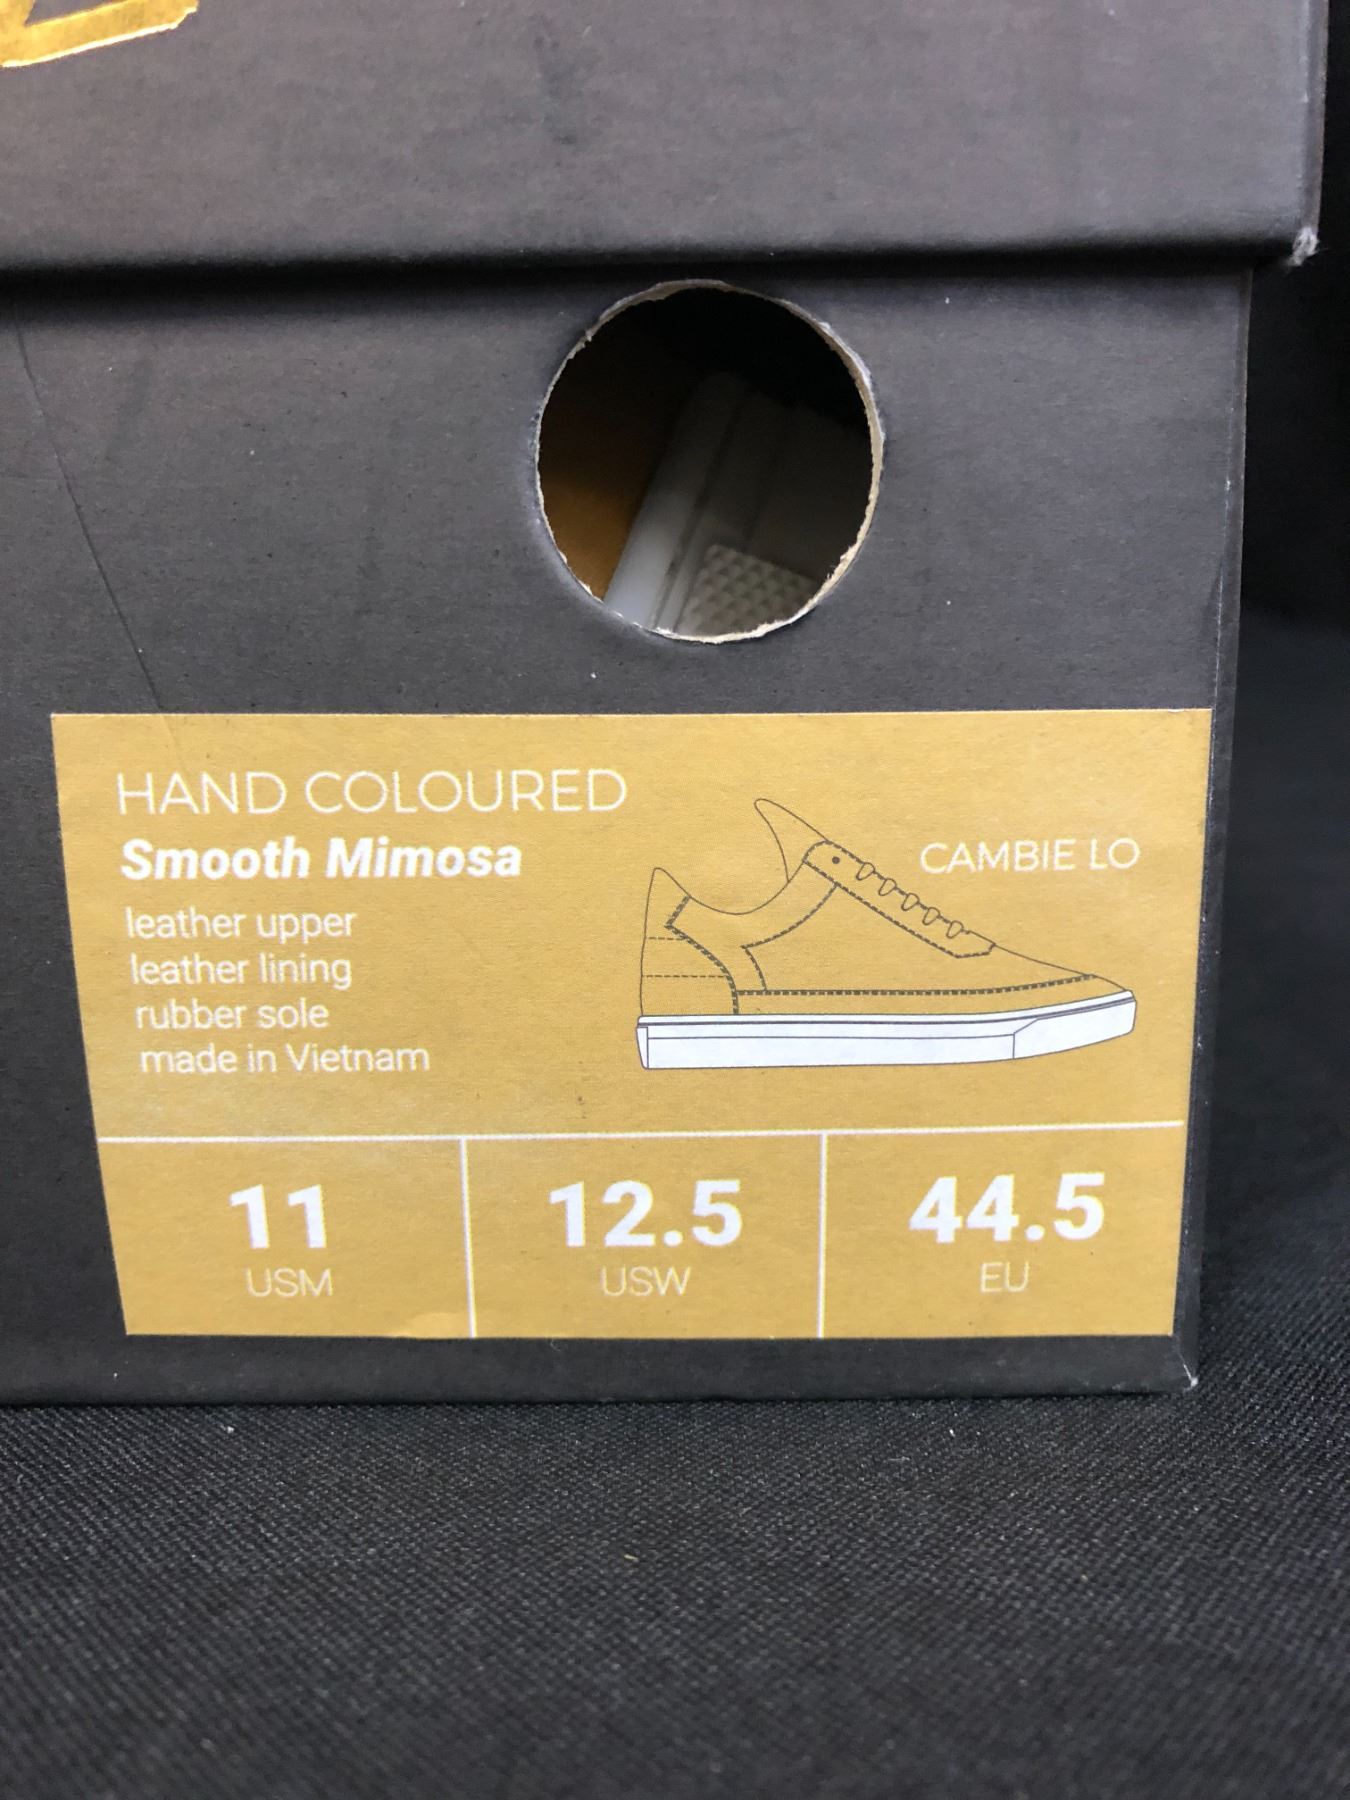 HAND COLOURED
Smooth Mimosa
leather upper
leather lining
rubber sole
made in Vietnam
CAMBIE LO
11
USM
12.5
USW
44.5
EU